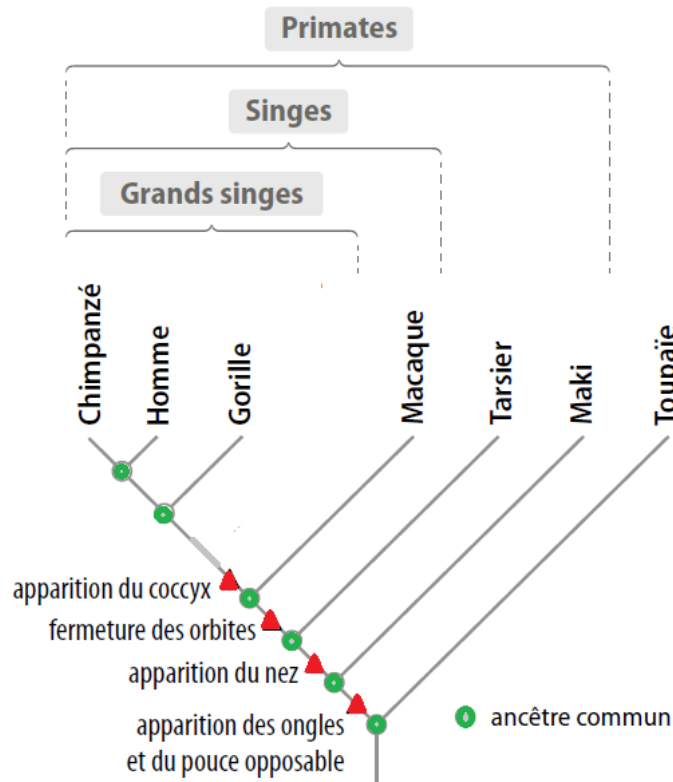 Primates
Singes
Grands singes
Chimpanzé
Homme
Gorille
Macaque
Tarsier
Maki
Toupaïe
apparition du coccyx
fermeture des orbites
apparition du nez
apparition des ongles
et du pouce opposable
ancêtre commun